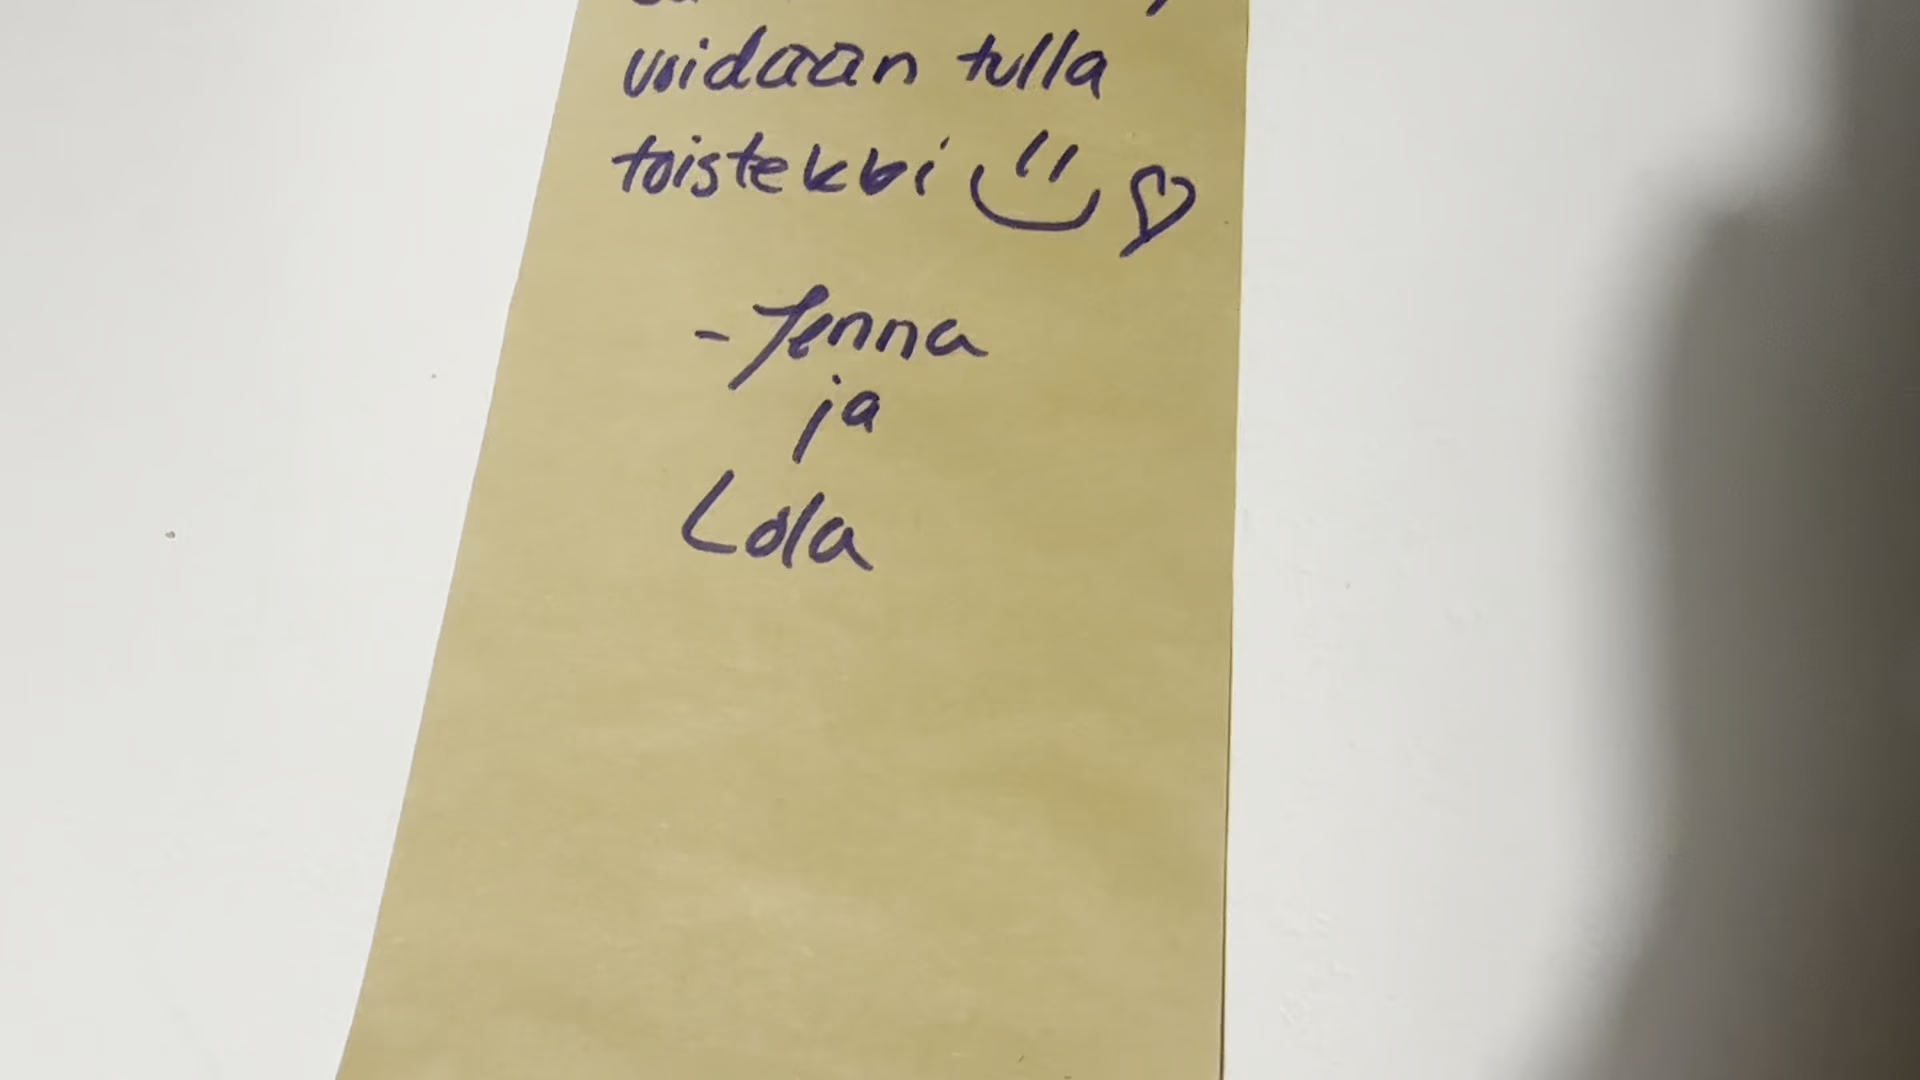 voidaan tulla
toistekki
- Jenna
ja
Lola